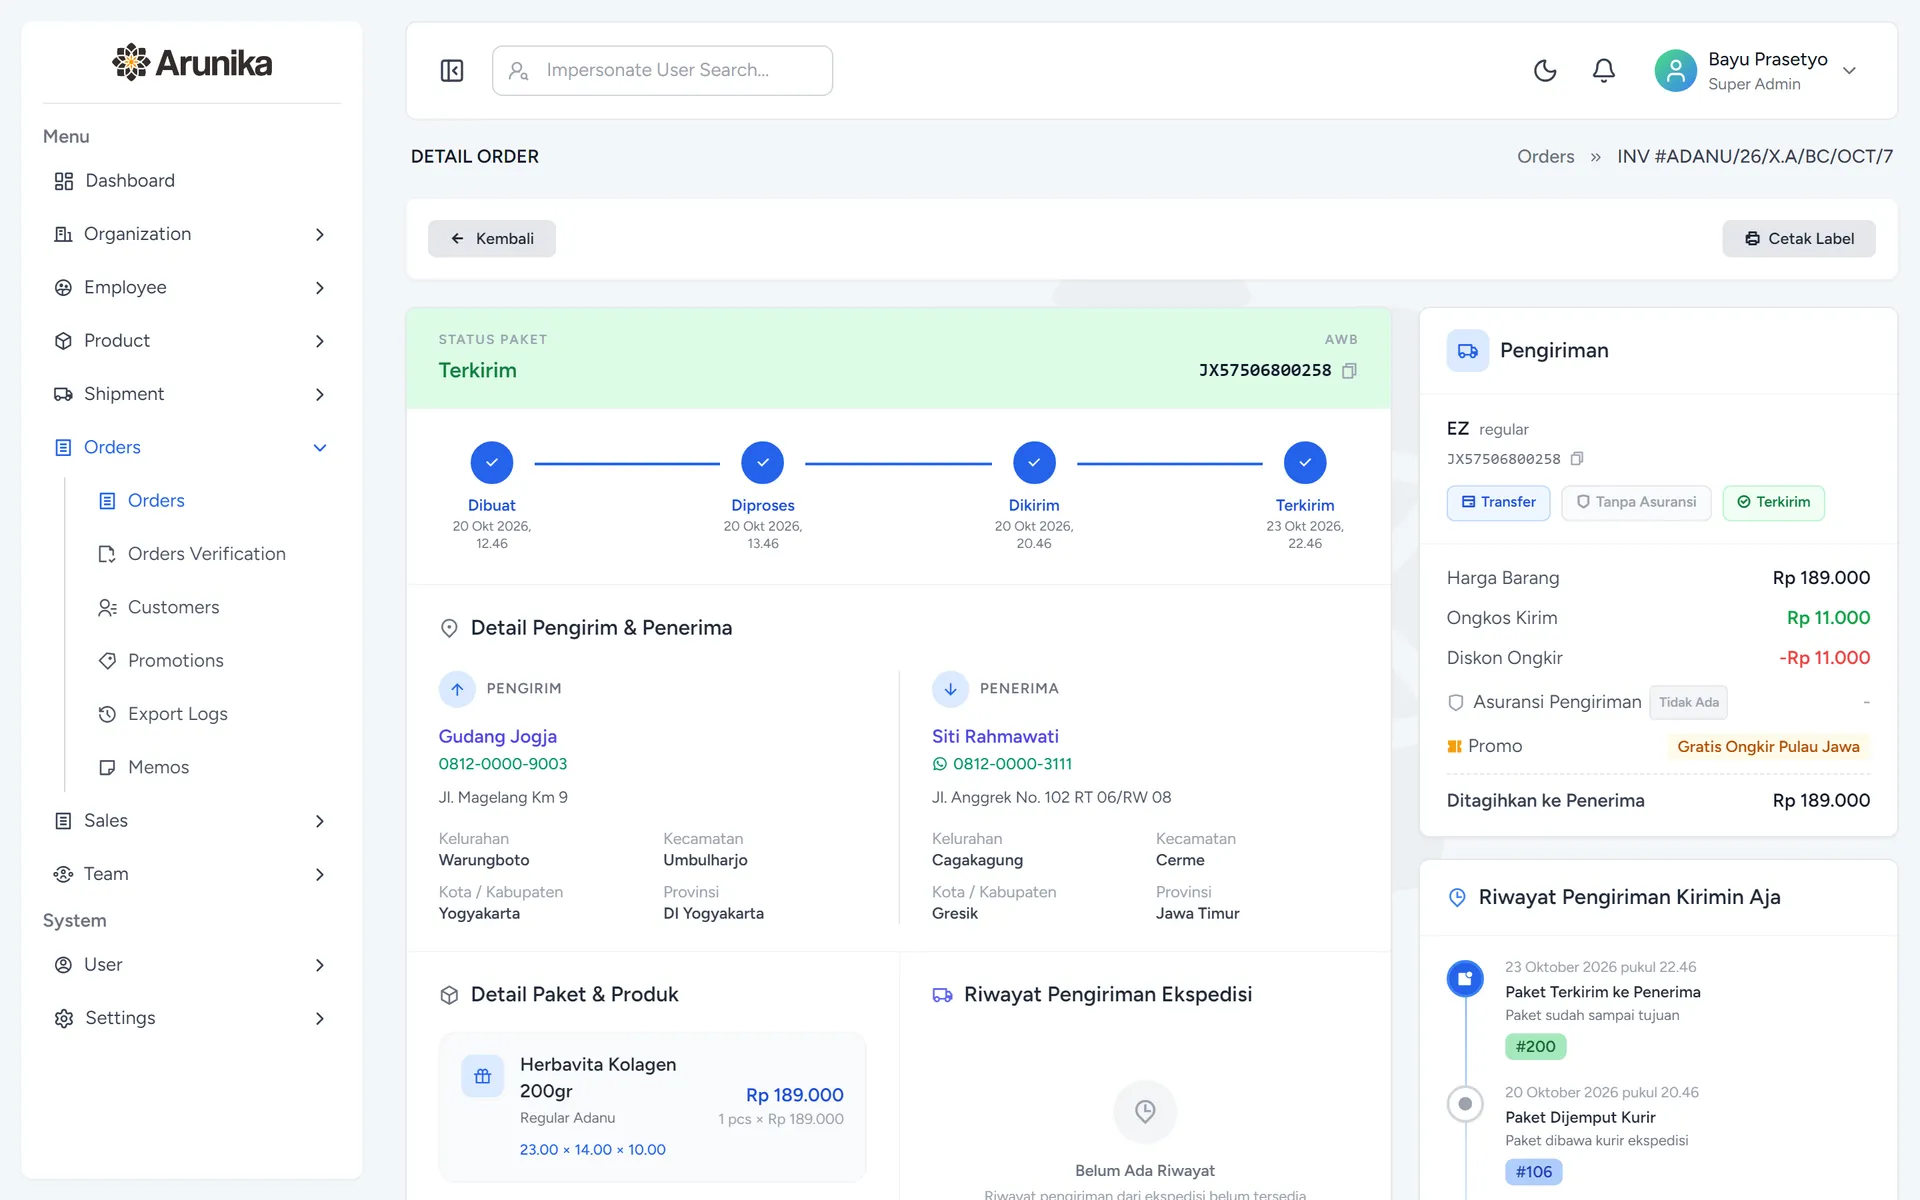 Arunika
Menu
Dashboard
Organization
Employee
Product
Shipment
Orders
Orders
Orders Verification
Customers
Promotions
Export Logs
Memos
Sales
Team
System
User
Settings
Impersonate User Search...
Bayu Prasetyo
Super Admin
DETAIL ORDER
Orders » INV #ADANU/26/X.A/BC/OCT/7
Kembali
Cetak Label
STATUS PAKET
Terkirim
AWB
JX57506800258
Dibuat
20 Okt 2026,
12.46
Diproses
20 Okt 2026,
13.46
Dikirim
20 Okt 2026,
20.46
Terkirim
23 Okt 2026,
22.46
Detail Pengirim & Penerima
PENGIRIM
Gudang Jogja
0812-0000-9003
Jl. Magelang Km 9
Kelurahan
Warungboto
Kecamatan
Umbulharjo
Kota / Kabupaten
Yogyakarta
Provinsi
DI Yogyakarta
PENERIMA
Siti Rahmawati
0812-0000-3111
Jl. Anggrek No. 102 RT 06/RW 08
Kelurahan
Cagakagung
Kecamatan
Cerme
Kota / Kabupaten
Gresik
Provinsi
Jawa Timur
Detail Paket & Produk
Herbavita Kolagen
200gr
Regular Adanu
23.00 × 14.00 × 10.00
Rp 189.000
1 pcs × Rp 189.000
Riwayat Pengiriman Ekspedisi
Belum Ada Riwayat
Riwayat pengiriman dari ekspedisi belum tersedia
Pengiriman
EZ regular
JX57506800258
Transfer
Tanpa Asuransi
Terkirim
Harga Barang Rp 189.000
Ongkos Kirim Rp 11.000
Diskon Ongkir -Rp 11.000
Asuransi Pengiriman Tidak Ada -
Promo Gratis Ongkir Pulau Jawa
Ditagihkan ke Penerima Rp 189.000
Riwayat Pengiriman Kirimin Aja
23 Oktober 2026 pukul 22.46
Paket Terkirim ke Penerima
Paket sudah sampai tujuan
#200
20 Oktober 2026 pukul 20.46
Paket Dijemput Kurir
Paket dibawa kurir ekspedisi
#106